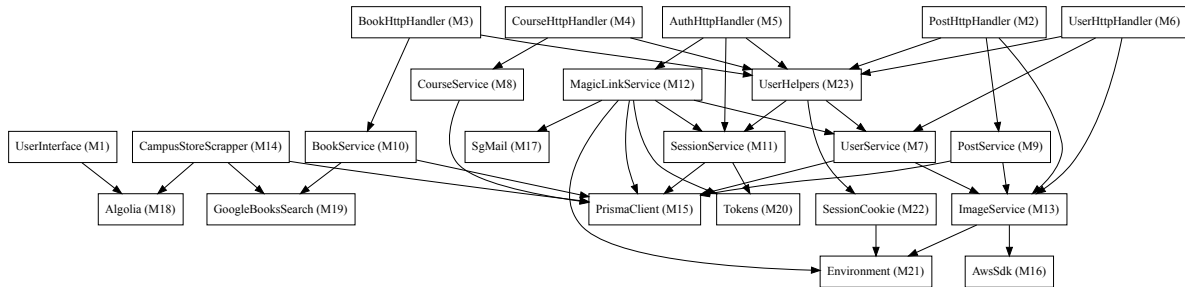 BookHttpHandler (M3)
CourseHttpHandler (M4)
AuthHttpHandler (M5)
PostHttpHandler (M2)
UserHttpHandler (M6)
CourseService (M8)
MagicLinkService (M12)
UserHelpers (M23)
UserInterface (M1)
CampusStoreScrapper (M14)
BookService (M10)
SgMail (M17)
SessionService (M11)
UserService (M7)
PostService (M9)
Algolia (M18)
GoogleBooksSearch (M19)
PrismaClient (M15)
Tokens (M20)
SessionCookie (M22)
ImageService (M13)
Environment (M21)
AwsSdk (M16)